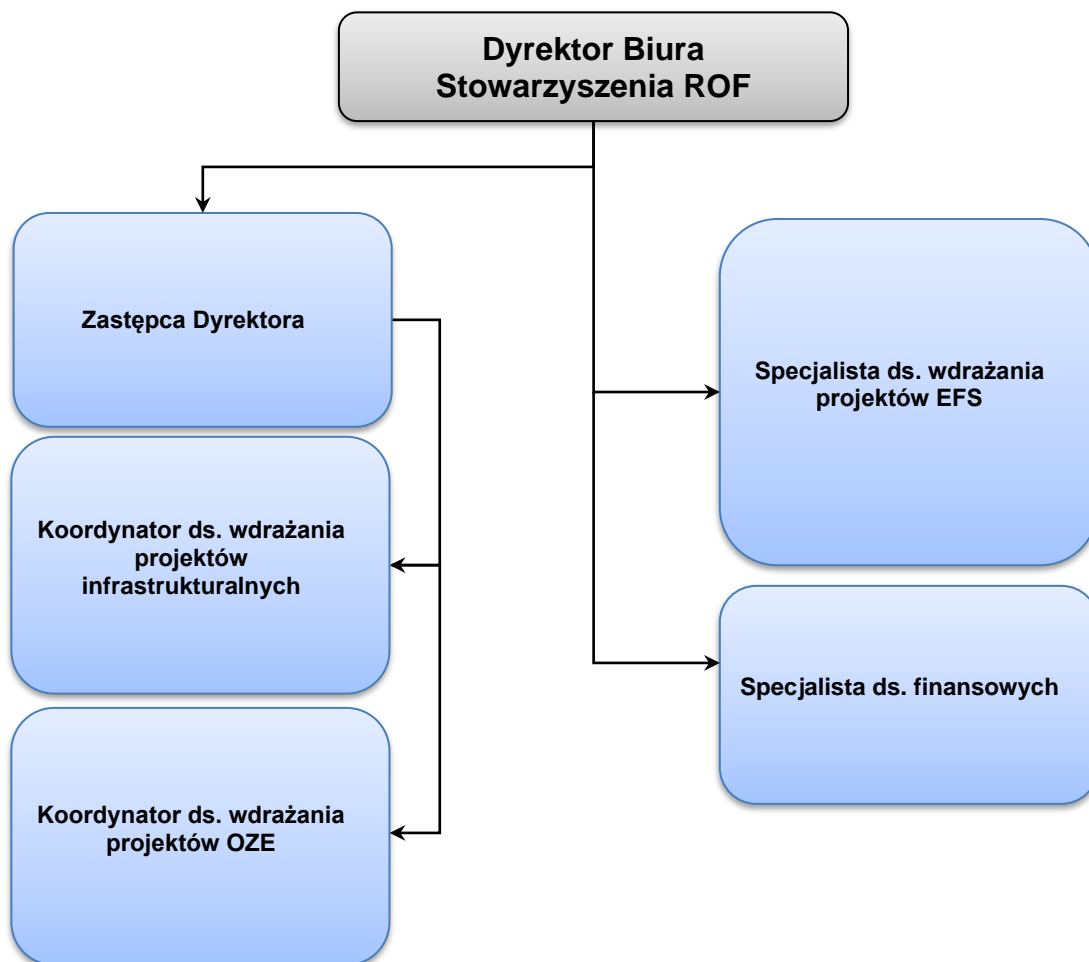 Dyrektor Biura
Stowarzyszenia ROF
Zastępca Dyrektora
Koordynator ds. wdrażania
projektów
infrastrukturalnych
Koordynator ds. wdrażania
projektów OZE
Specjalista ds. wdrażania
projektów EFS
Specjalista ds. finansowych